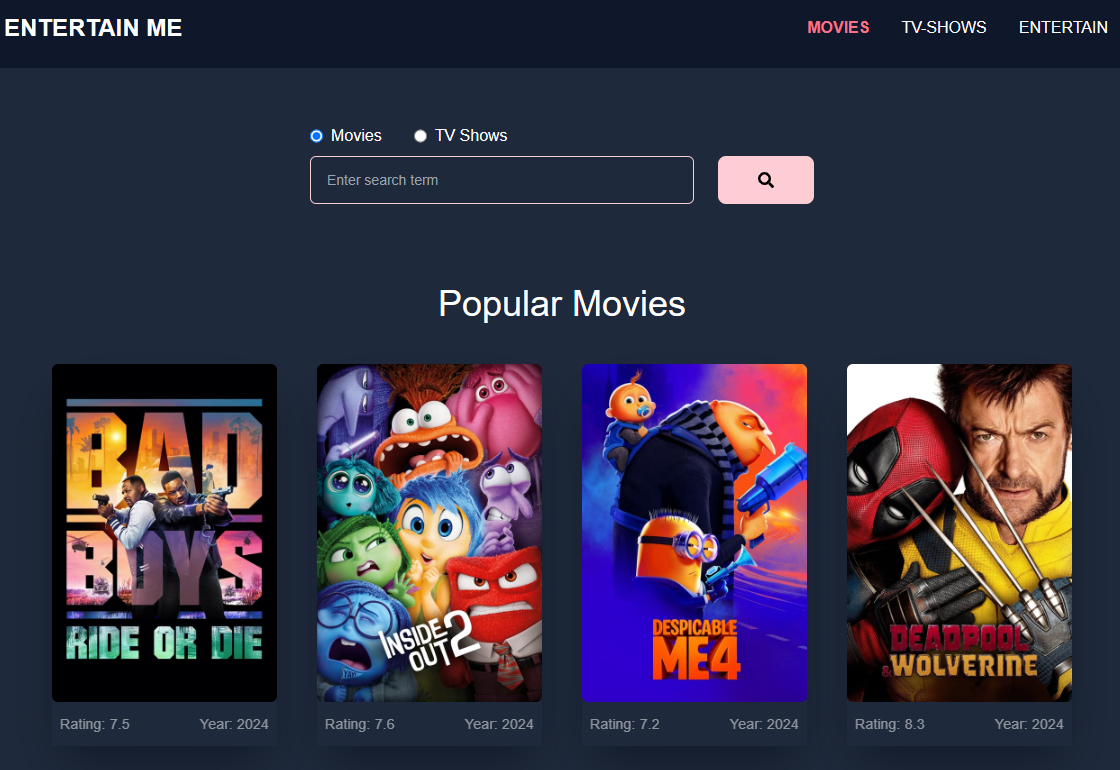 ENTERTAIN ME
MOVIES TV-SHOWS ENTERTAIN
Movies TV Shows
Enter search term
Popular Movies
BAD
BOYS
RIDE OR DIE
INSIDE
OUT 2
DESPICABLE
ME 4
DEADPOOL
& WOLVERINE
Rating: 7.5 Year: 2024
Rating: 7.6 Year: 2024
Rating: 7.2 Year: 2024
Rating: 8.3 Year: 2024